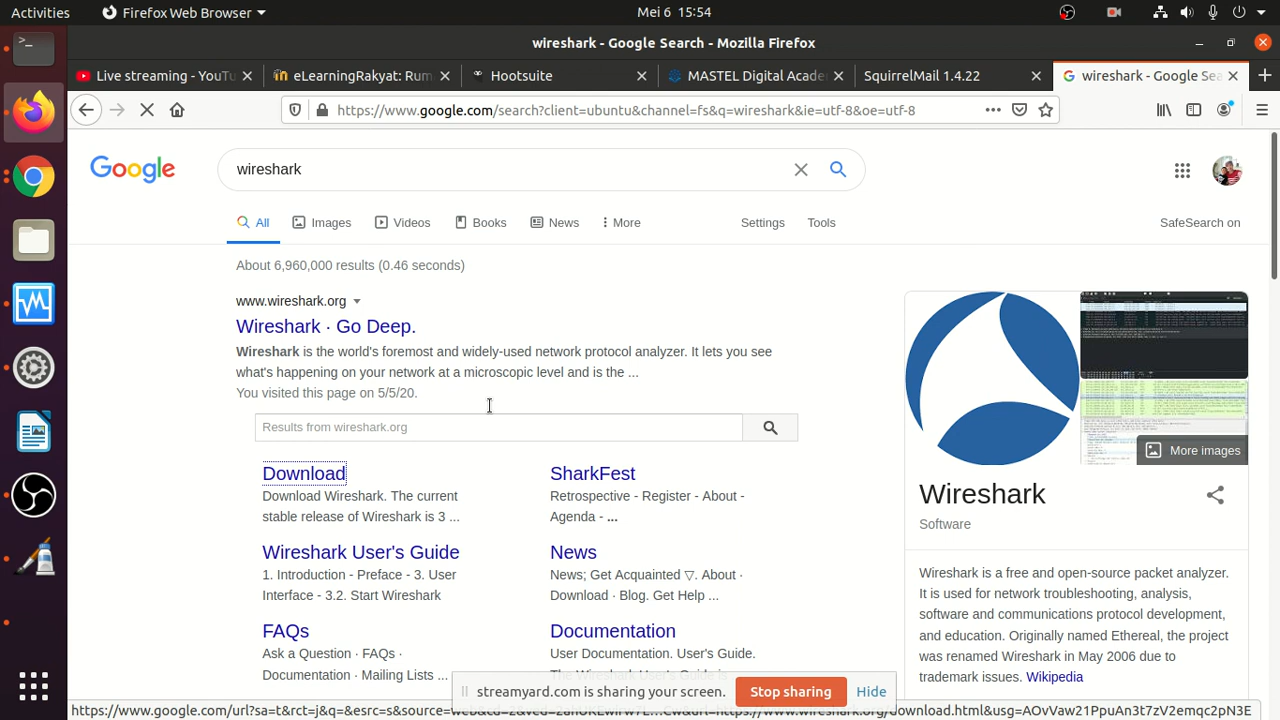 Activities
Firefox Web Browser
Mei 6 15:54
wireshark - Google Search - Mozilla Firefox
Live streaming - YouTu
eLearningRakyat: Rum
Hootsuite
MASTEL Digital Acade
SquirrelMail 1.4.22
wireshark - Google Sea
https://www.google.com/search?client=ubuntu&channel=fs&q=wireshark&ie=utf-8&oe=utf-8
Google
wireshark
All
Images
Videos
Books
News
More
Settings
Tools
SafeSearch on
About 6,960,000 results (0.46 seconds)
www.wireshark.org
Wireshark · Go Deep.
Wireshark is the world's foremost and widely-used network protocol analyzer. It lets you see
what's happening on your network at a microscopic level and is the ...
You visited this page on 5/5/20.
Results from wireshark.org
Download
Download Wireshark. The current
stable release of Wireshark is 3 ...
SharkFest
Retrospective - Register - About -
Agenda - ...
Wireshark User's Guide
1. Introduction - Preface - 3. User
Interface - 3.2. Start Wireshark
News
News; Get Acquainted ▽. About ·
Download · Blog. Get Help ...
FAQs
Ask a Question · FAQs ·
Documentation · Mailing Lists ...
Documentation
User Documentation. User's Guide.
The Wireshark User's Guide is
More images
Wireshark
Software
Wireshark is a free and open-source packet analyzer.
It is used for network troubleshooting, analysis,
software and communications protocol development,
and education. Originally named Ethereal, the project
was renamed Wireshark in May 2006 due to
trademark issues. Wikipedia
streamyard.com is sharing your screen.
Stop sharing
Hide